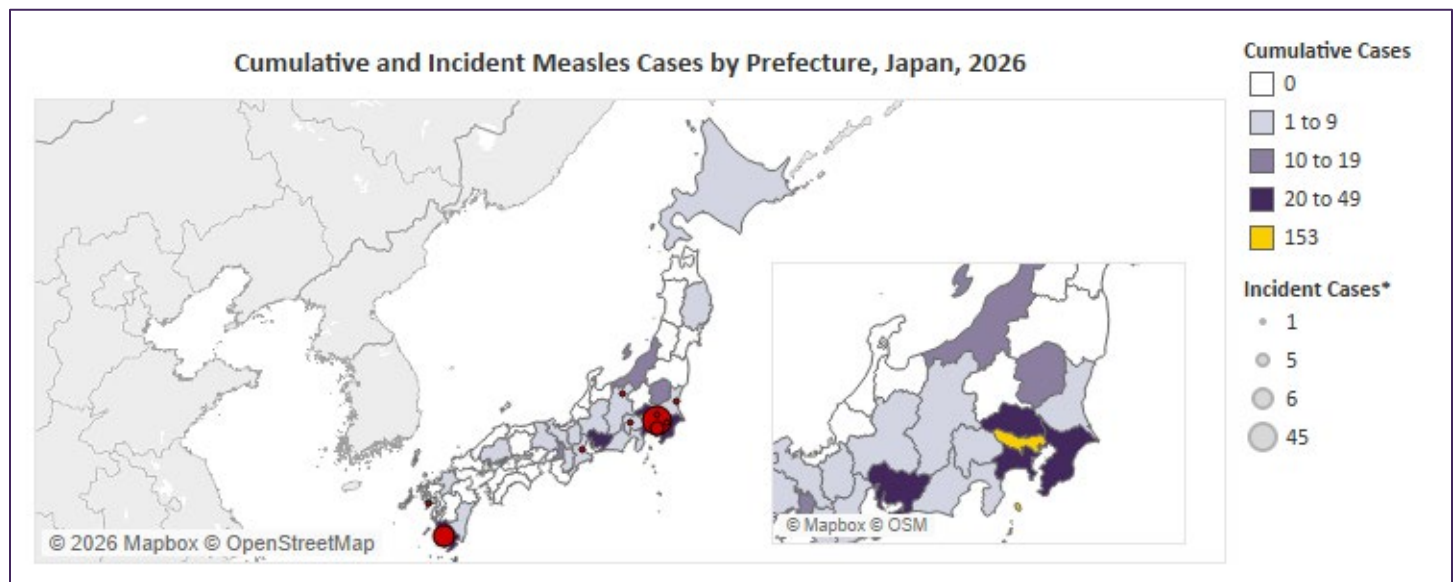 Cumulative and Incident Measles Cases by Prefecture, Japan, 2026
© 2026 Mapbox © OpenStreetMap
© Mapbox © OSM
Cumulative Cases
0
1 to 9
10 to 19
20 to 49
153
Incident Cases*
1
5
6
45